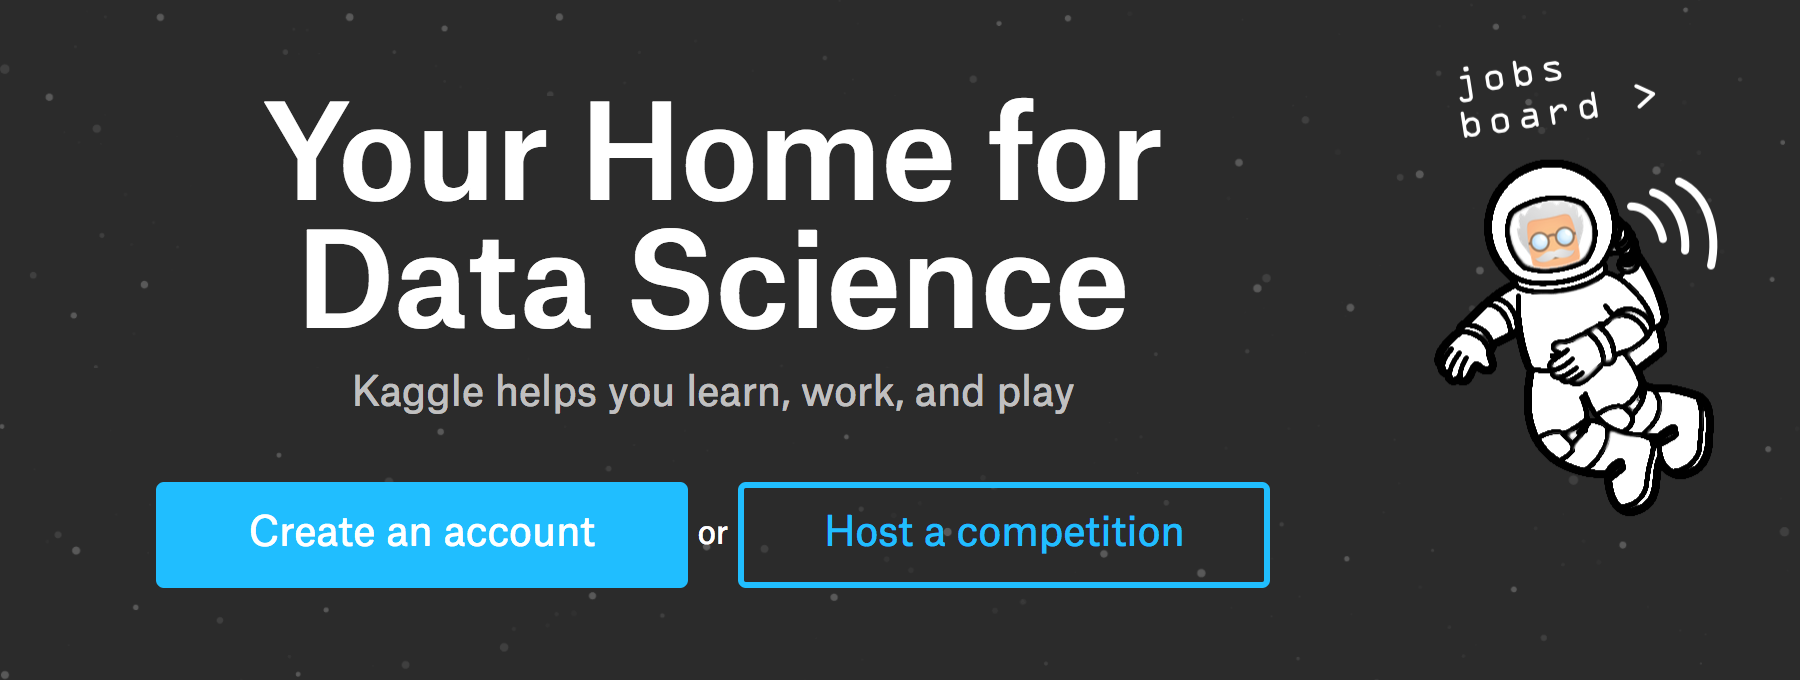 Your Home for
Data Science
Kaggle helps you learn, work, and play
Create an account or Host a competition
jobs
board >